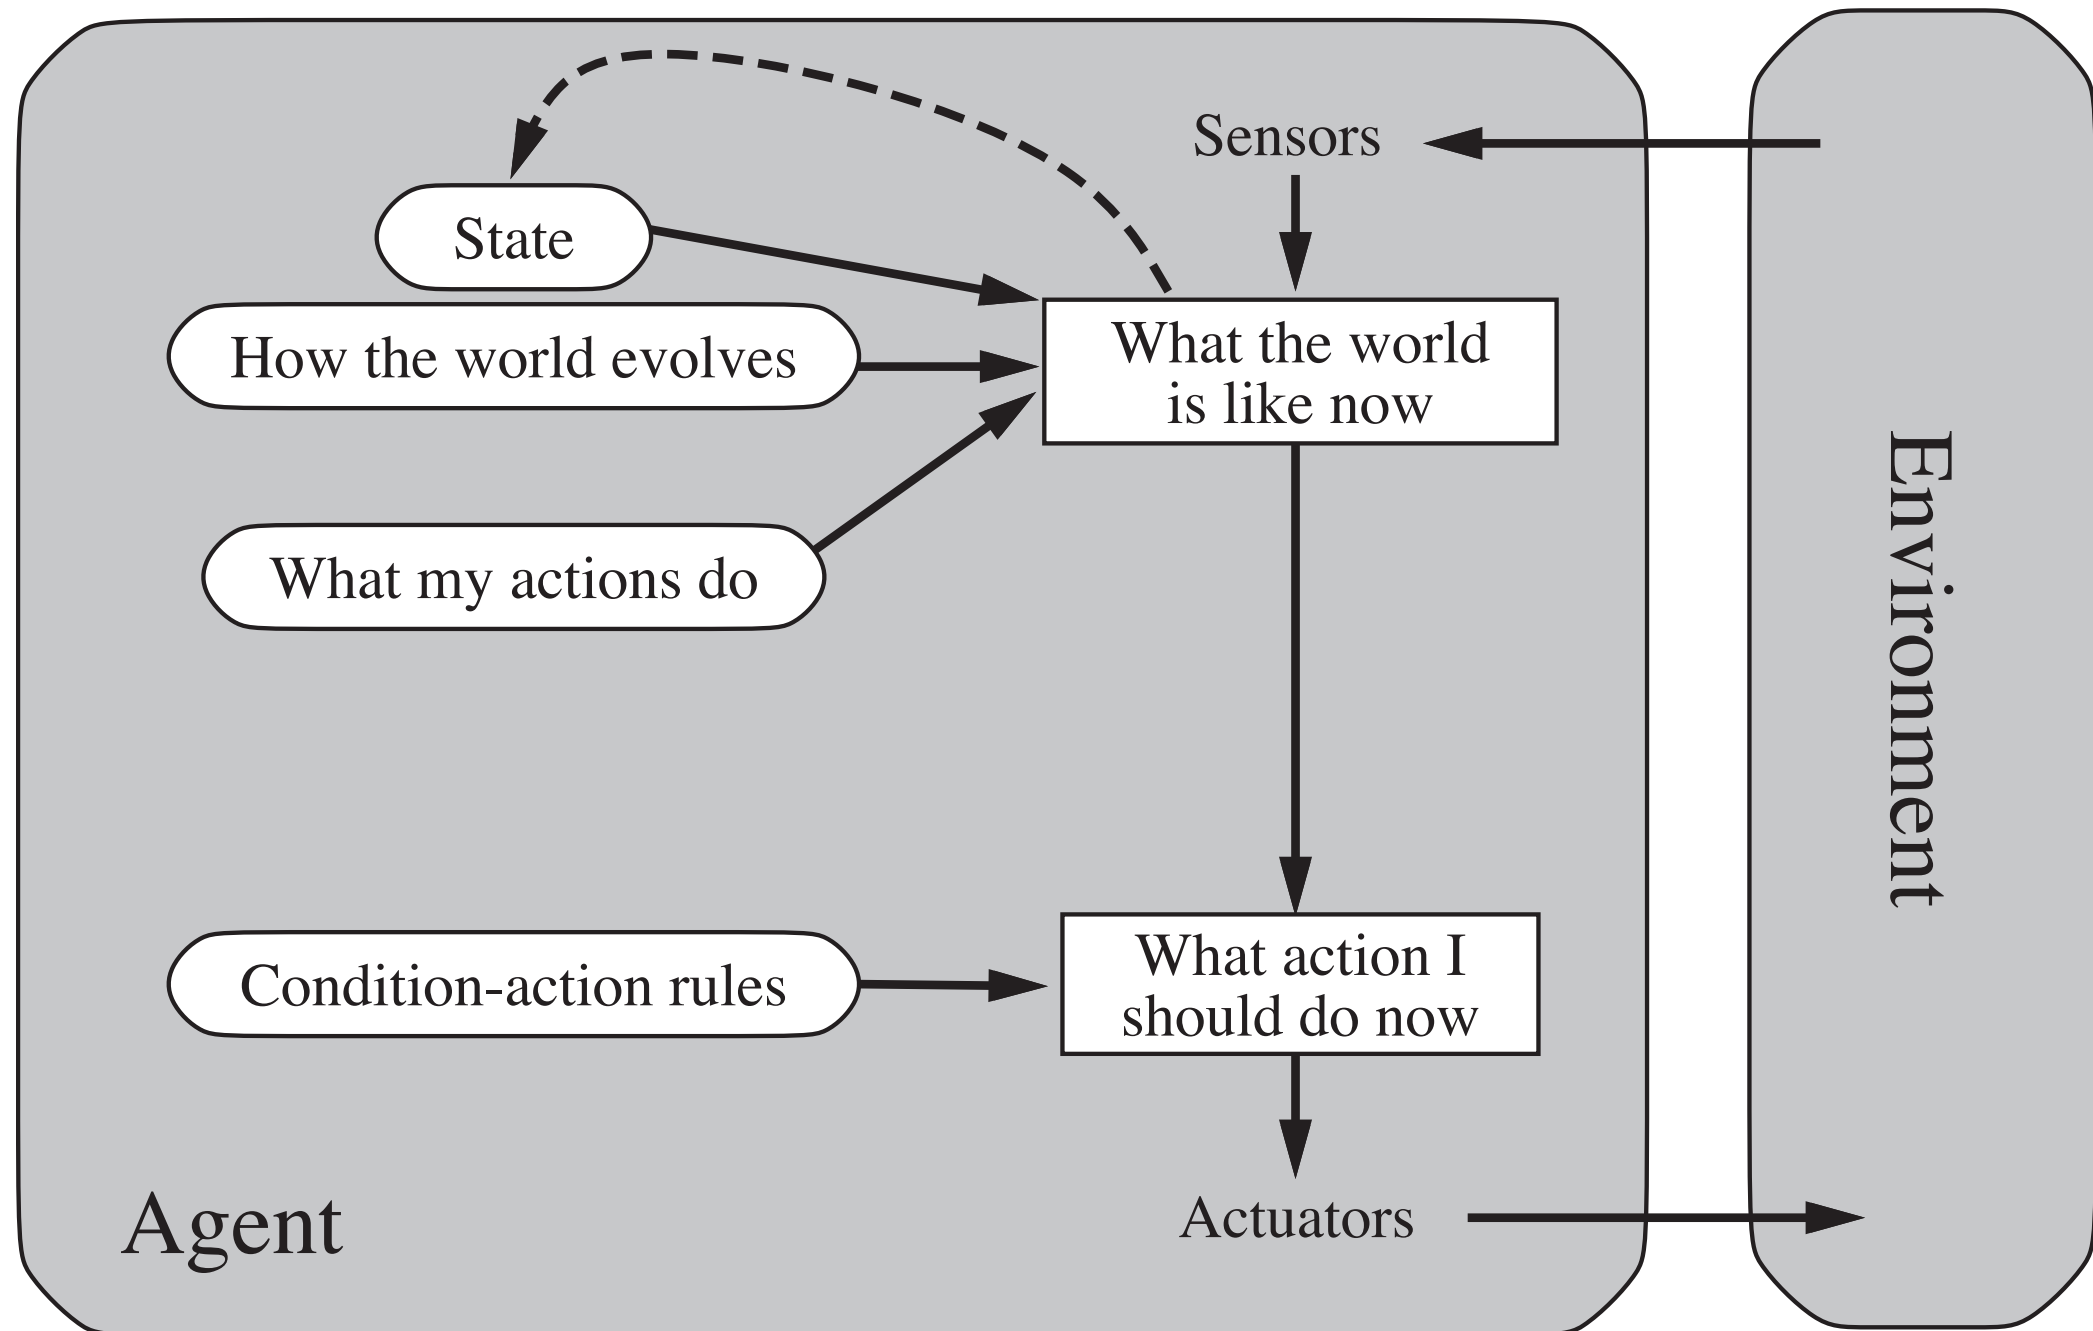 Sensors
State
How the world evolves
What the world
is like now
What my actions do
Environment
Condition-action rules
What action I
should do now
Agent
Actuators